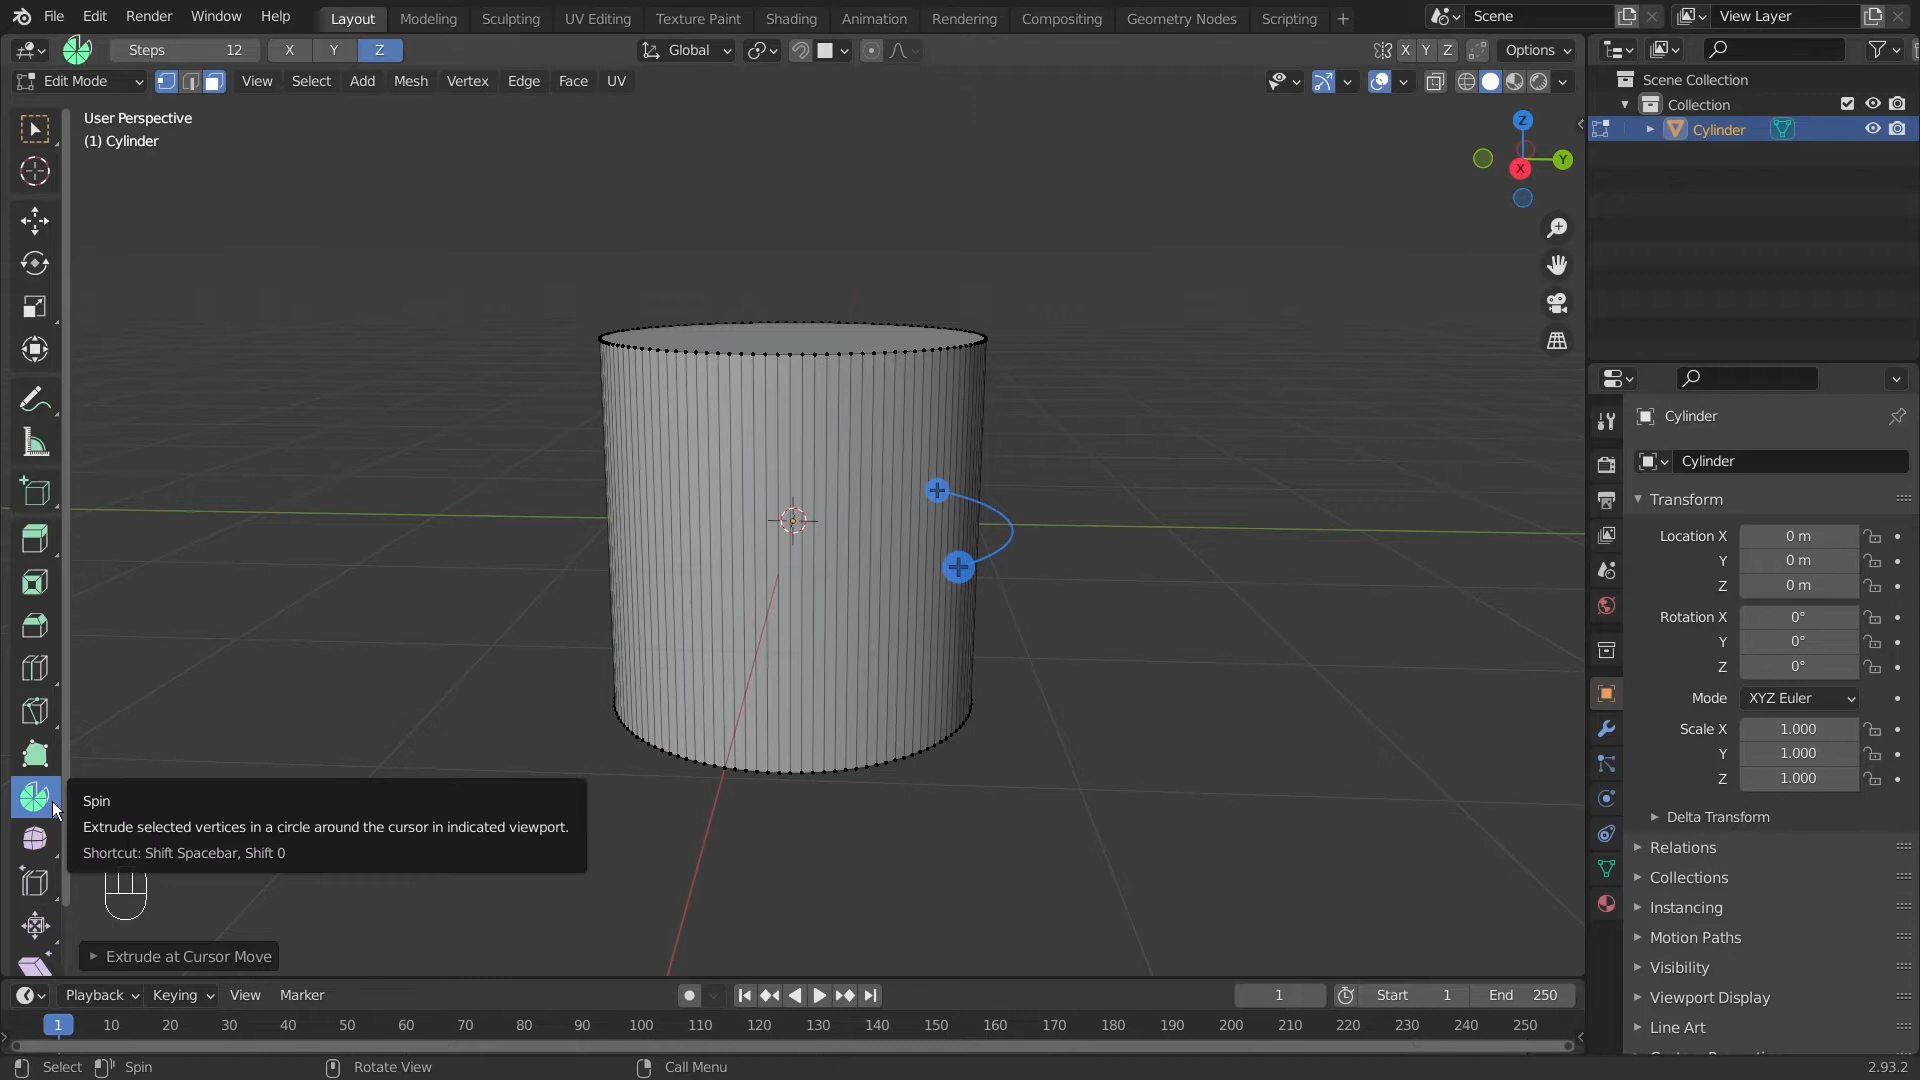 File Edit Render Window Help Layout Modeling Sculpting UV Editing Texture Paint Shading Animation Rendering Compositing Geometry Nodes Scripting Scene View Layer
Steps 12 X Y Z Global X Y Z Options
Edit Mode View Select Add Mesh Vertex Edge Face UV
User Perspective
(1) Cylinder
Z
Y
X
Scene Collection
Collection
Cylinder
Cylinder
Cylinder
Transform
Location X 0 m
Y 0 m
Z 0 m
Rotation X 0°
Y 0°
Z 0°
Mode XYZ Euler
Scale X 1.000
Y 1.000
Z 1.000
Delta Transform
Relations
Collections
Instancing
Motion Paths
Visibility
Viewport Display
Line Art
Spin
Extrude selected vertices in a circle around the cursor in indicated viewport.
Shortcut: Shift Spacebar, Shift 0
Extrude at Cursor Move
Playback Keying View Marker 1 Start 1 End 250
1 10 20 30 40 50 60 70 80 90 100 110 120 130 140 150 160 170 180 190 200 210 220 230 240 250
Select Spin Rotate View Call Menu 2.93.2